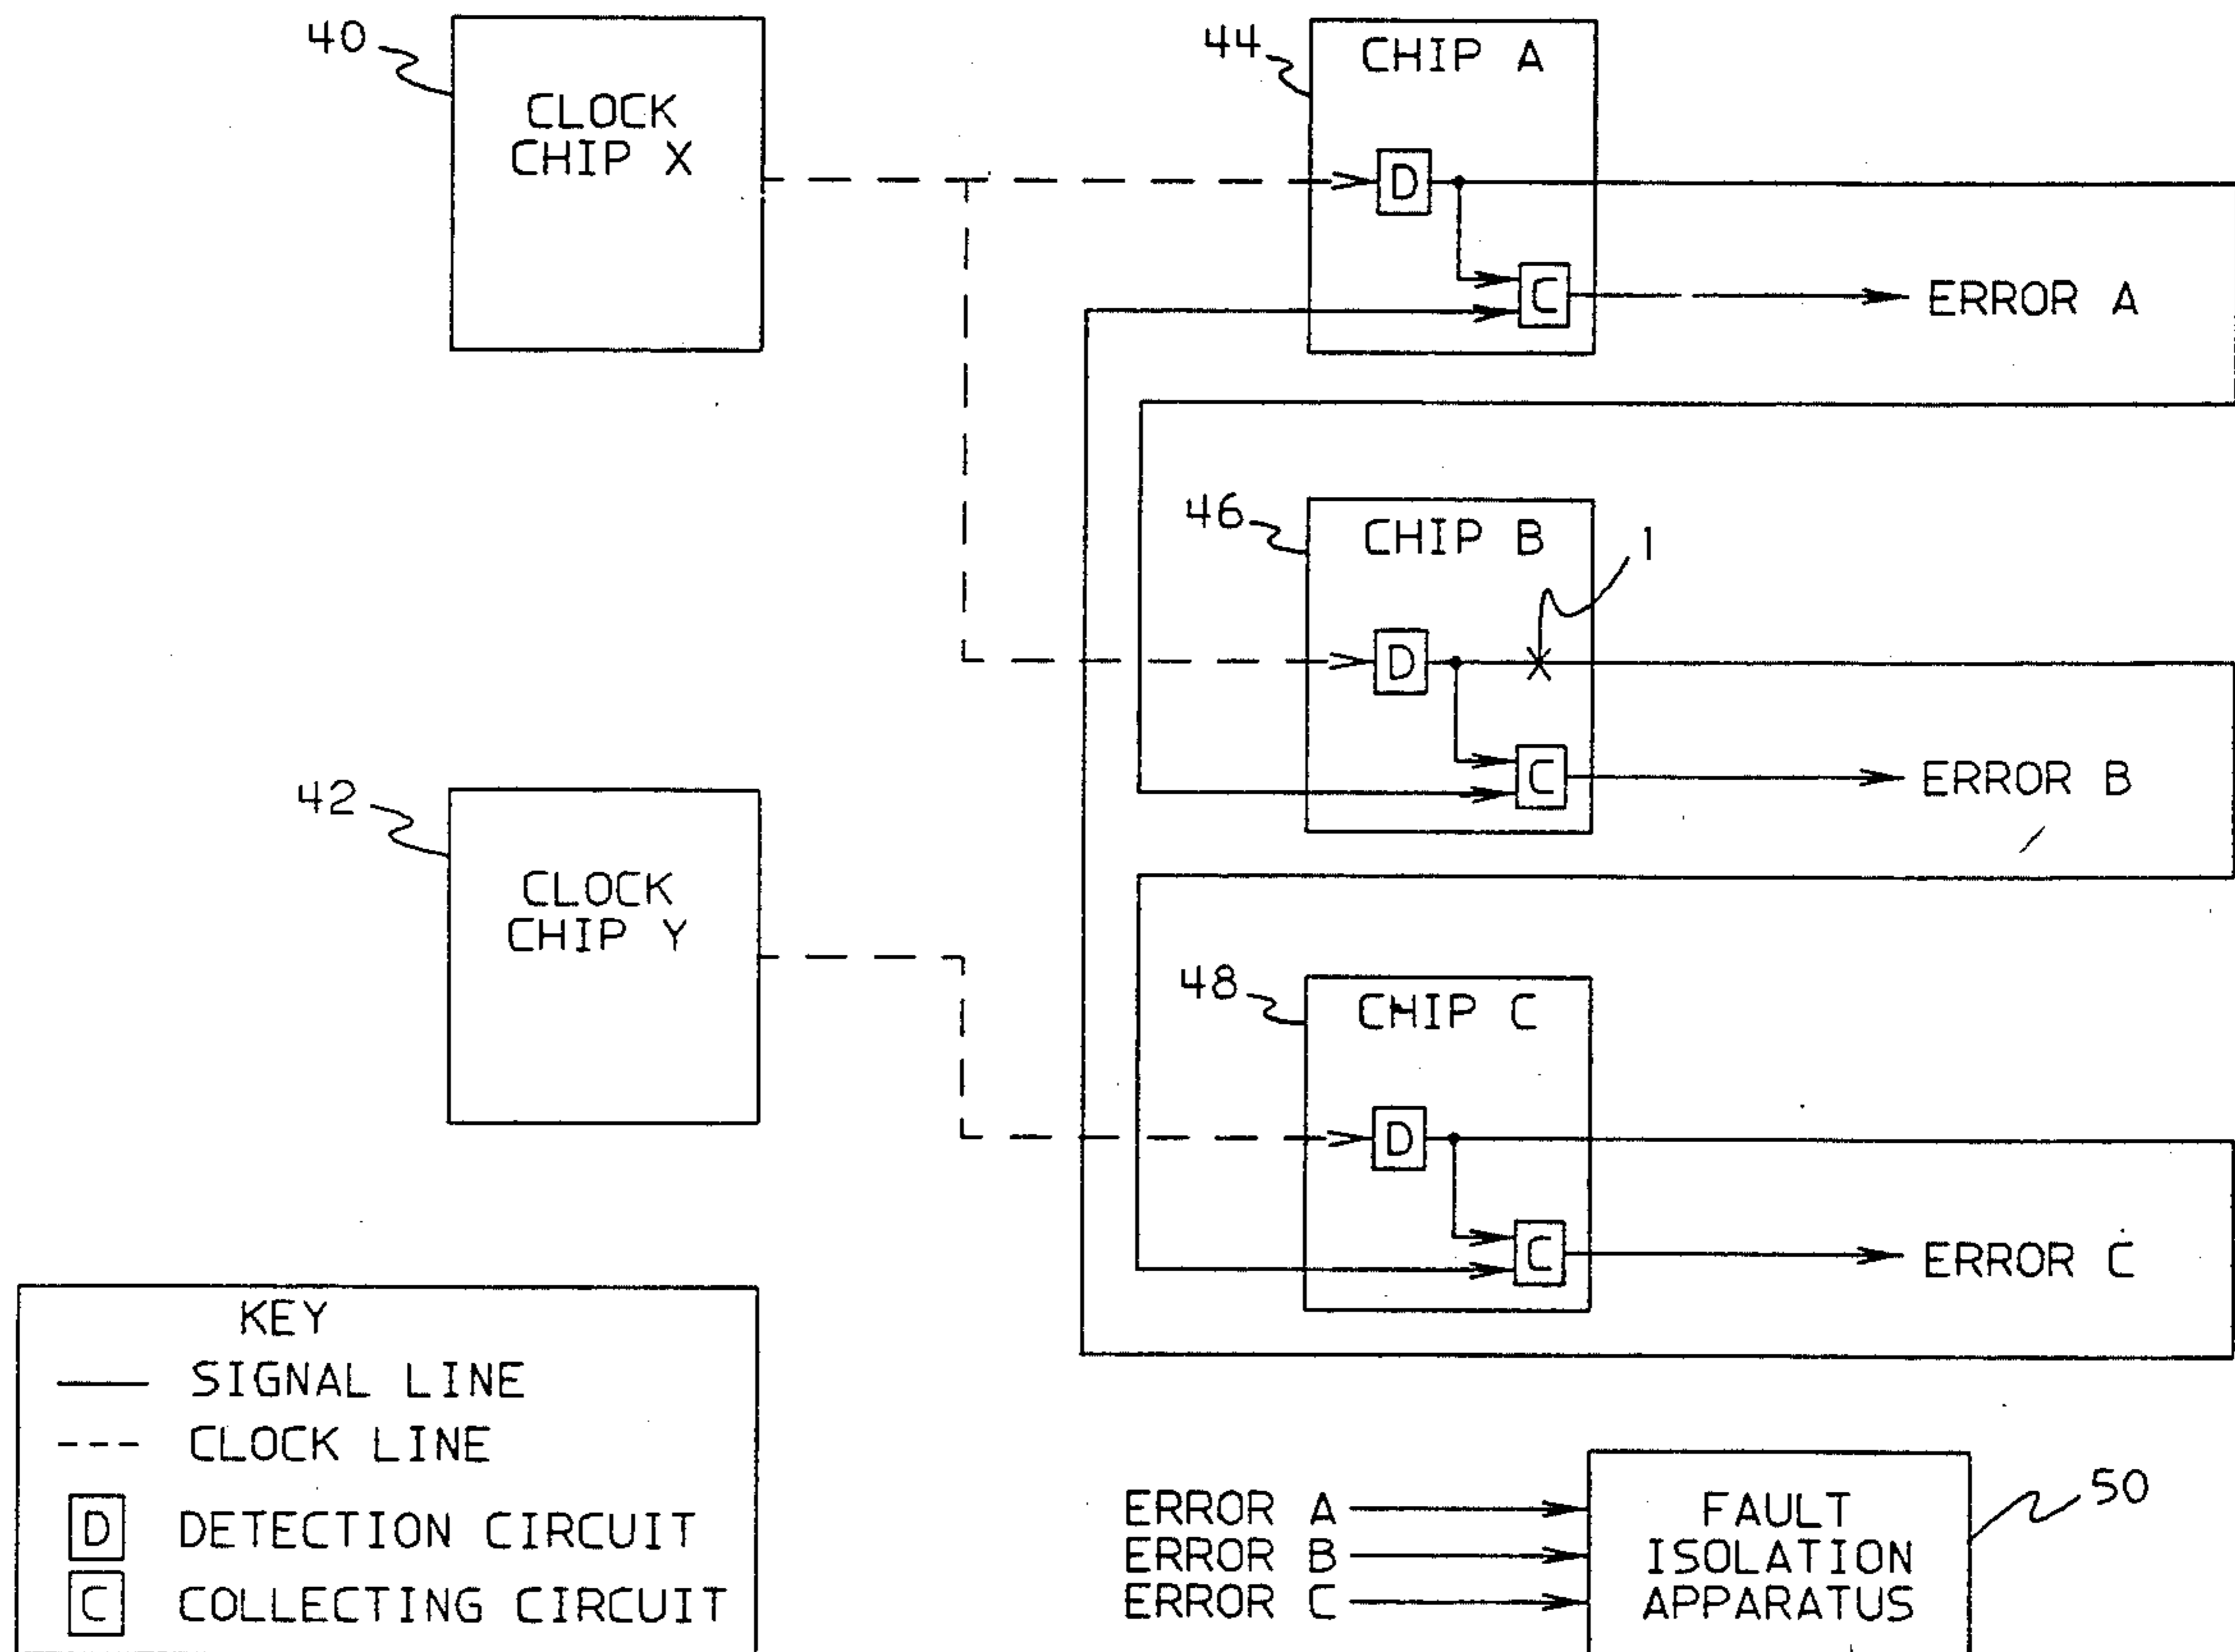 40
CLOCK
CHIP X
44
CHIP A
D
C
ERROR A
46
CHIP B
1
D
C
ERROR B
42
CLOCK
CHIP Y
48
CHIP C
D
C
ERROR C
KEY
SIGNAL LINE
CLOCK LINE
D DETECTION CIRCUIT
C COLLECTING CIRCUIT
ERROR A
ERROR B
ERROR C
FAULT
ISOLATION
APPARATUS
50